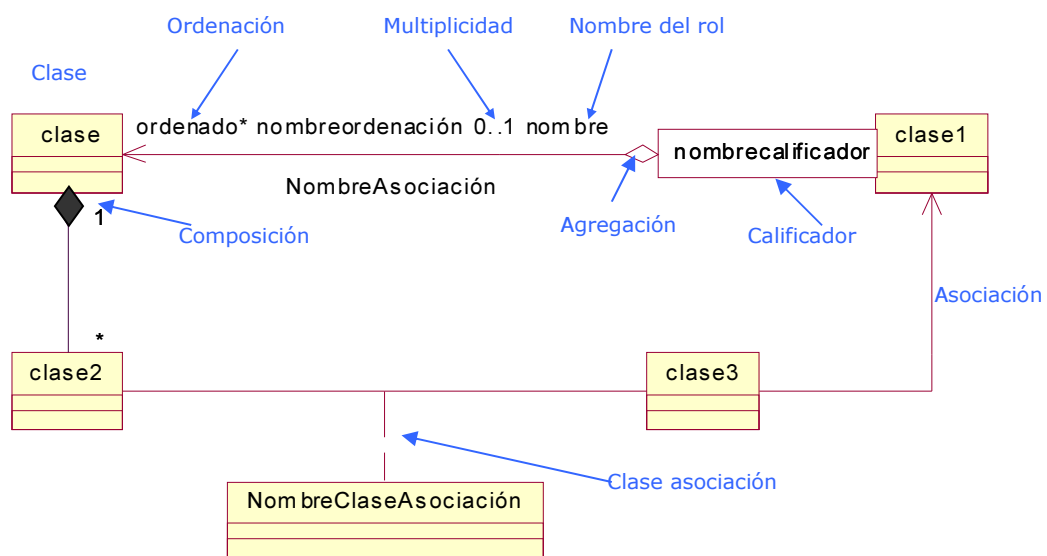 Ordenación Multiplicidad Nombre del rol
Clase
clase
ordenado* nombreordenación 0..1 nombre
clase1
nombrecalificador
NombreAsociación
1
Composición
Agregación
Calificador
Asociación
*
clase2
clase3
Clase asociación
NombreClaseAsociación